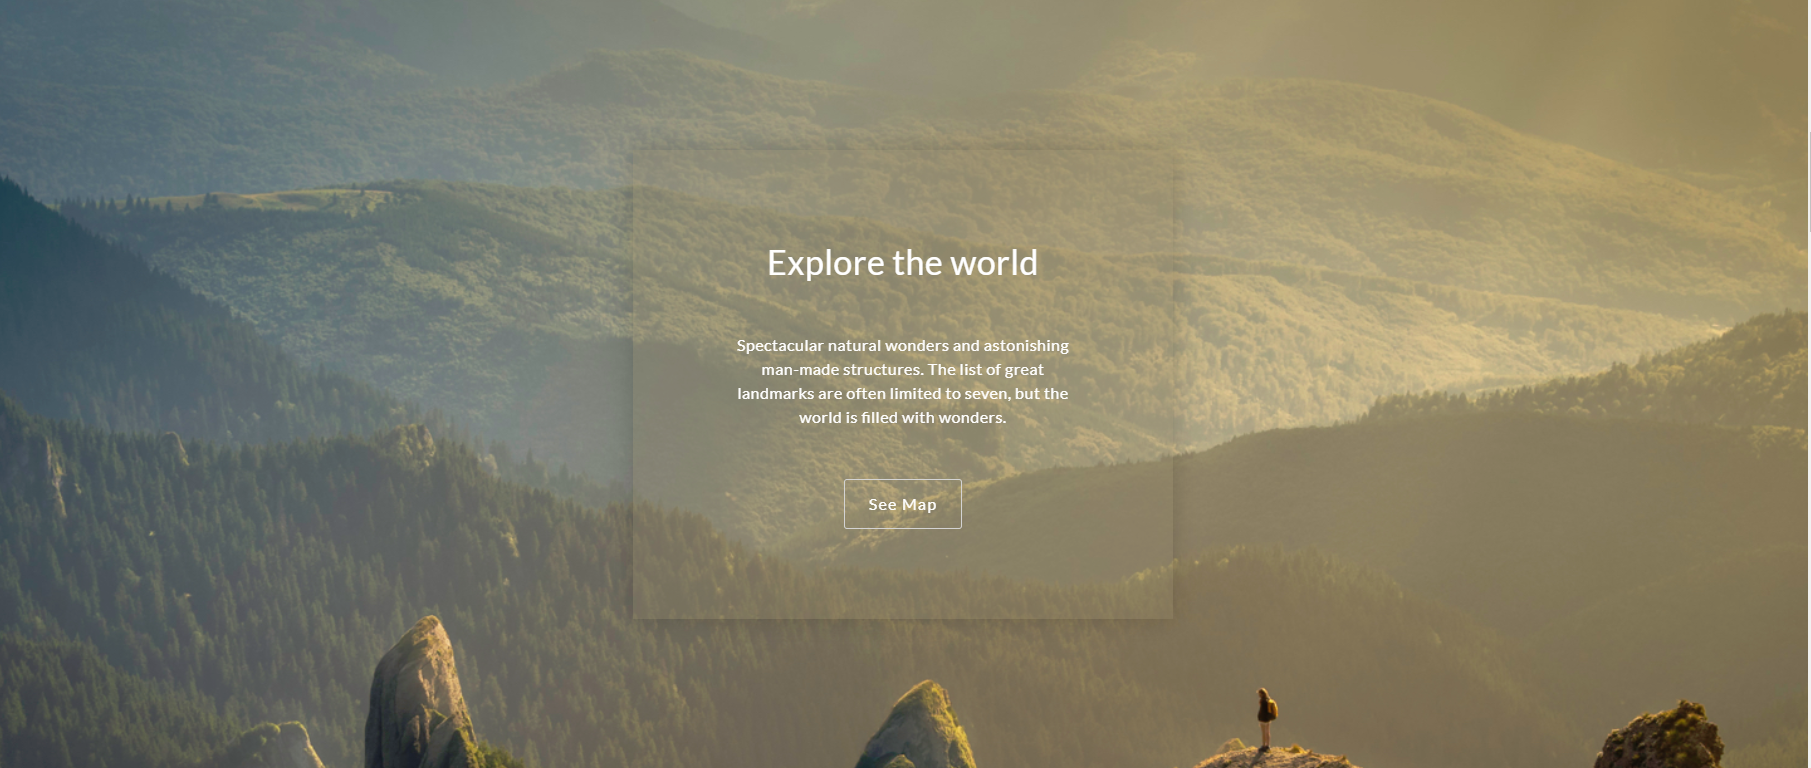 Explore the world
Spectacular natural wonders and astonishing
man-made structures. The list of great
landmarks are often limited to seven, but the
world is filled with wonders.
See Map